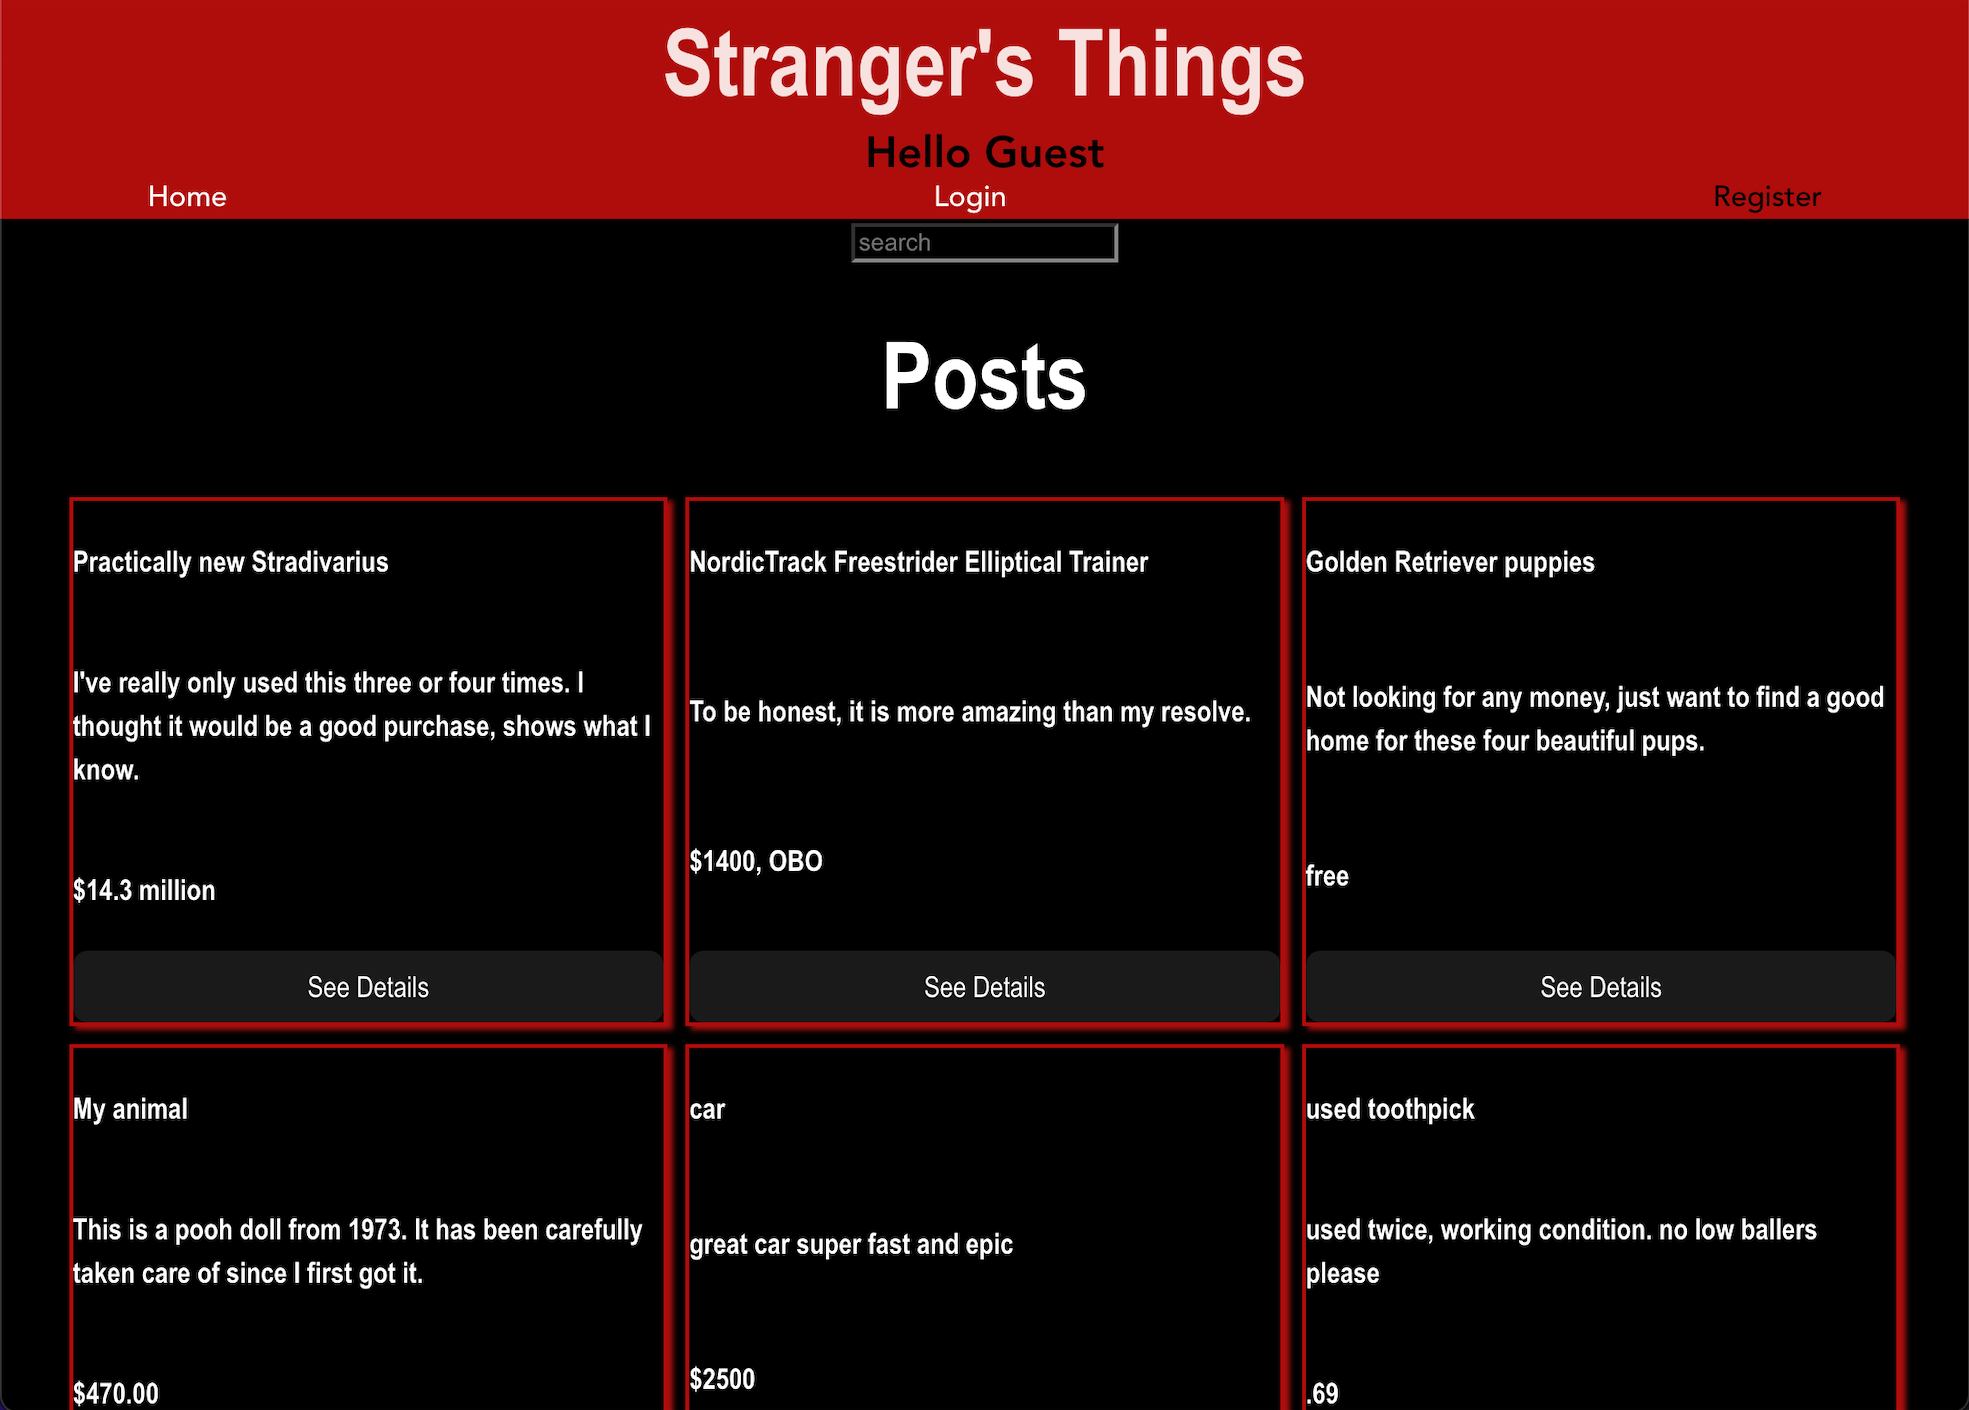 Stranger's Things
Hello Guest
Home
Login
Register
search
Posts
Practically new Stradivarius
I've really only used this three or four times. I
thought it would be a good purchase, shows what I
know.
$14.3 million
See Details
NordicTrack Freestrider Elliptical Trainer
To be honest, it is more amazing than my resolve.
$1400, OBO
See Details
Golden Retriever puppies
Not looking for any money, just want to find a good
home for these four beautiful pups.
free
See Details
My animal
This is a pooh doll from 1973. It has been carefully
taken care of since I first got it.
$470.00
car
great car super fast and epic
$2500
used toothpick
used twice, working condition. no low ballers
please
.69